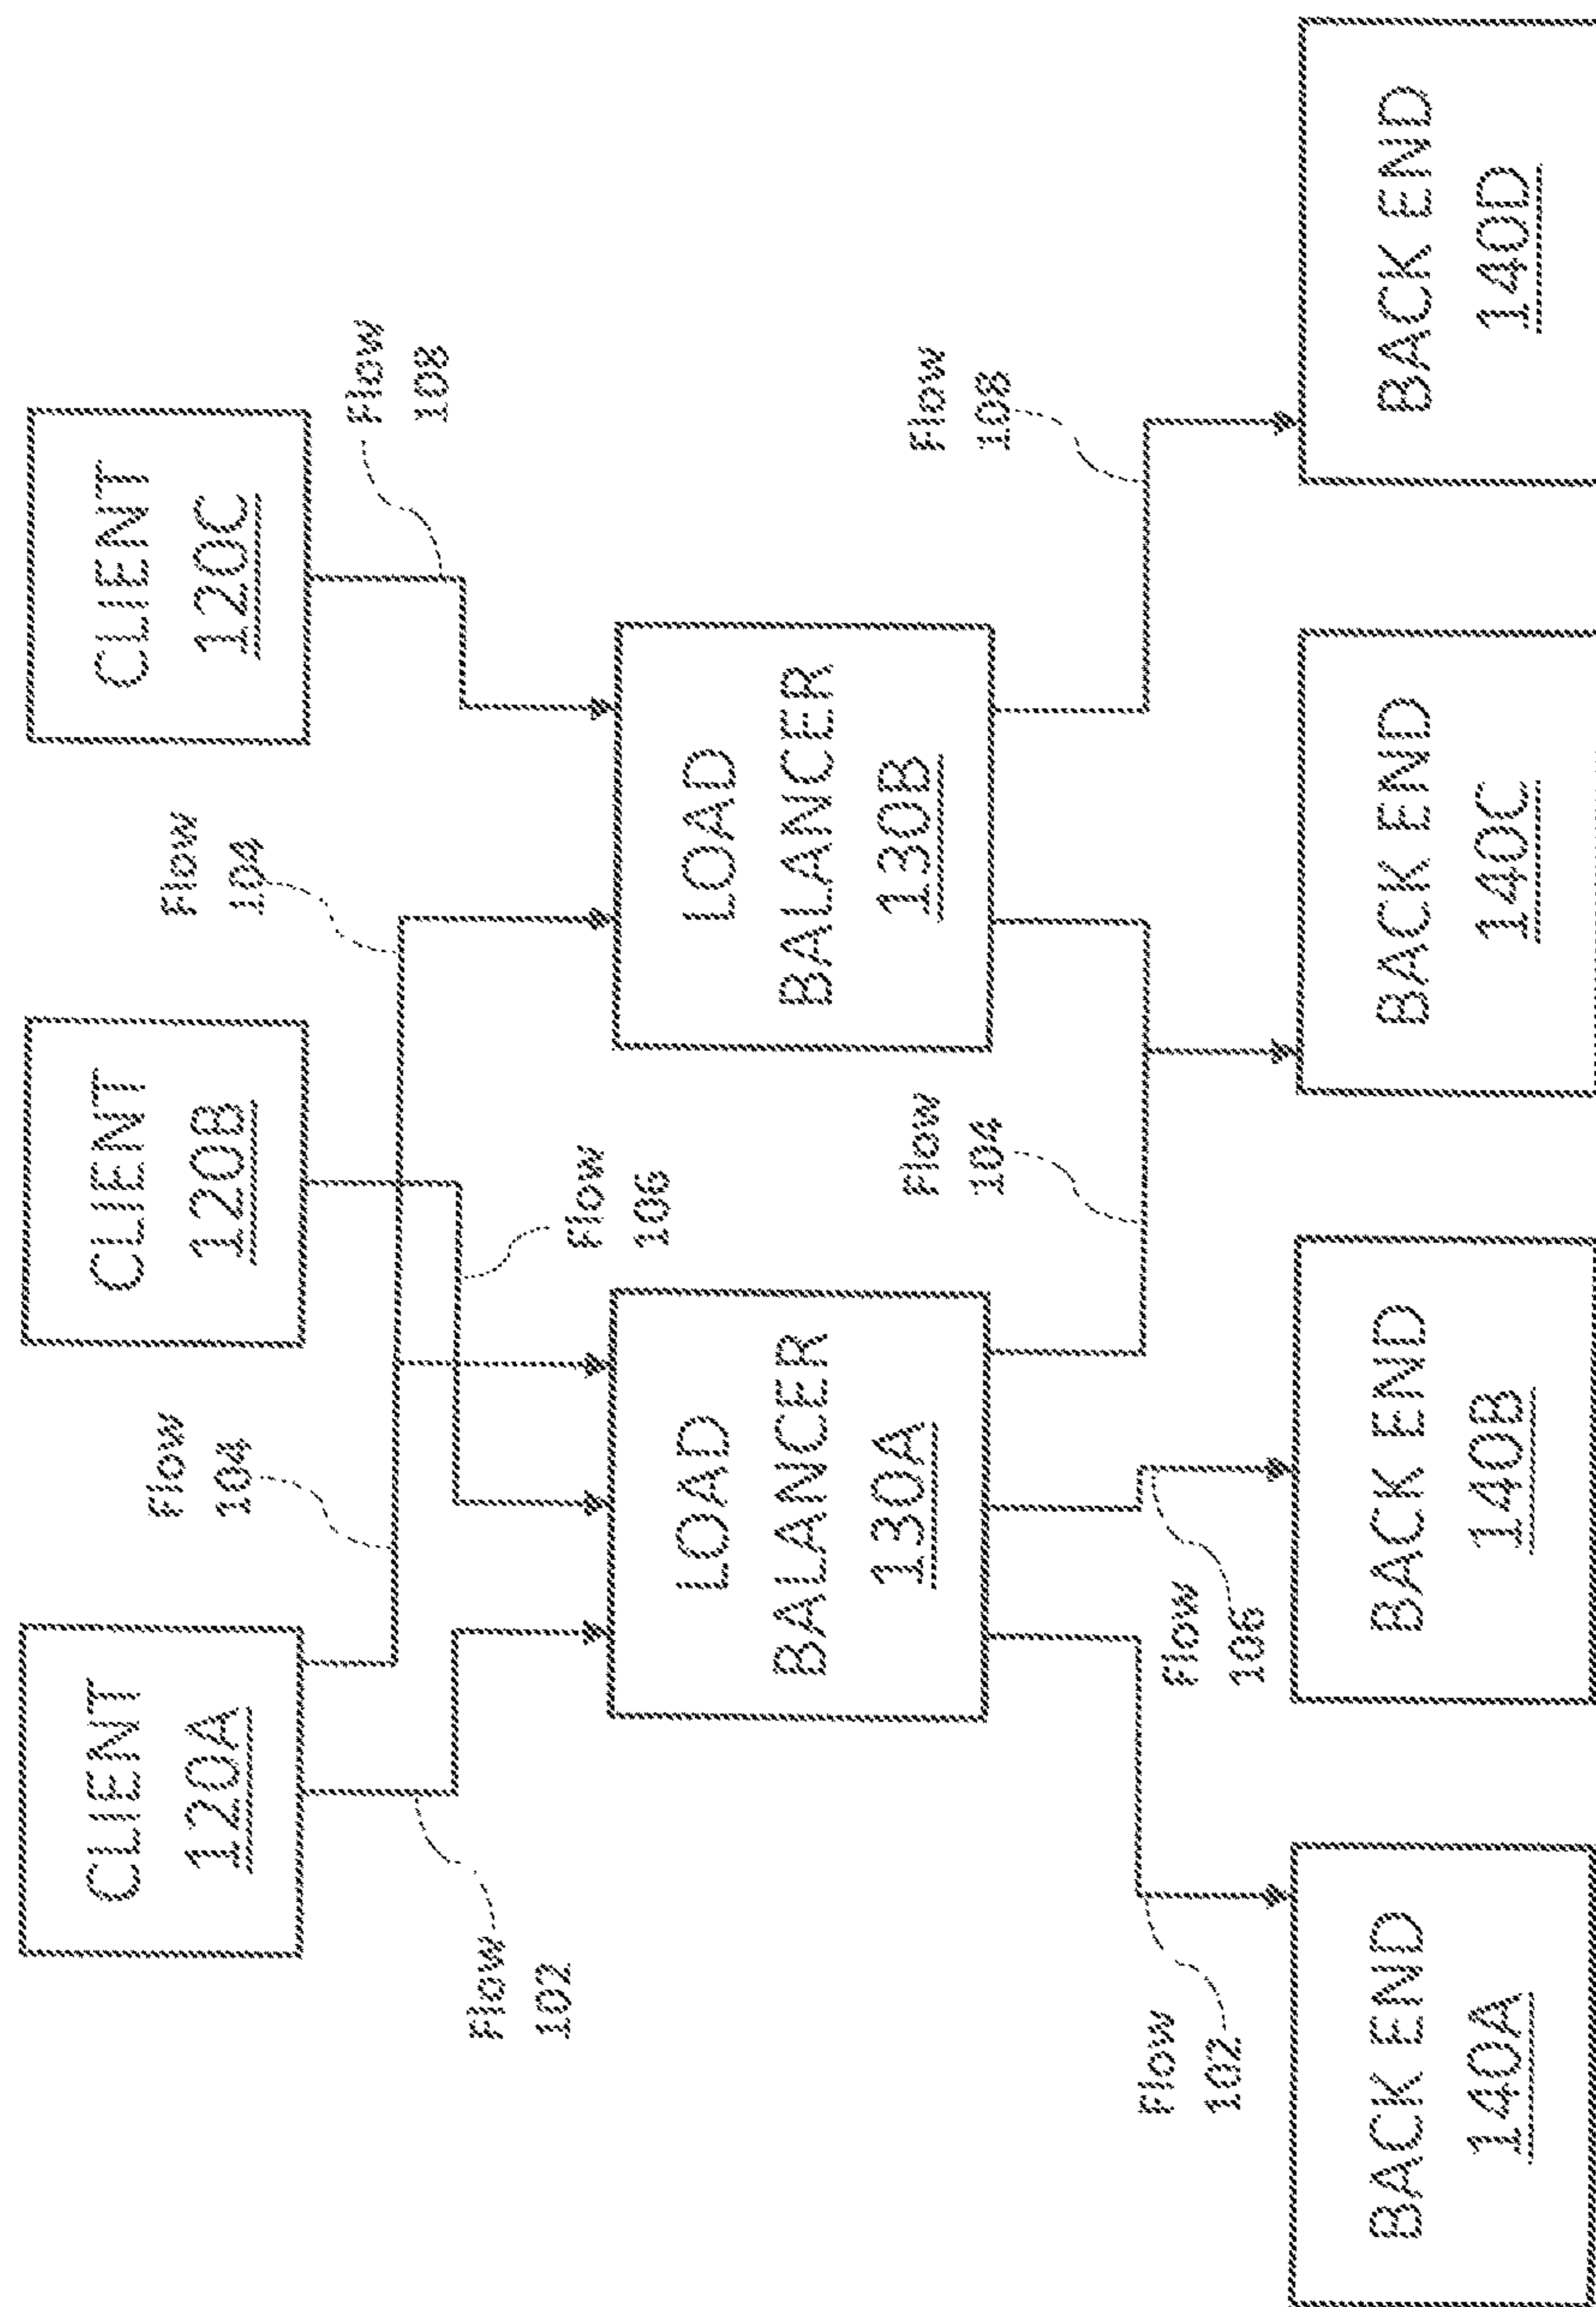 CLIENT
120A
CLIENT
120B
CLIENT
120C
Flow
104
Flow
104
Flow
108
Flow
102
Flow
106
LOAD
BALANCER
130A
LOAD
BALANCER
130B
Flow
104
Flow
108
Flow
102
Flow
106
BACK END
140A
BACK END
140B
BACK END
140C
BACK END
140D